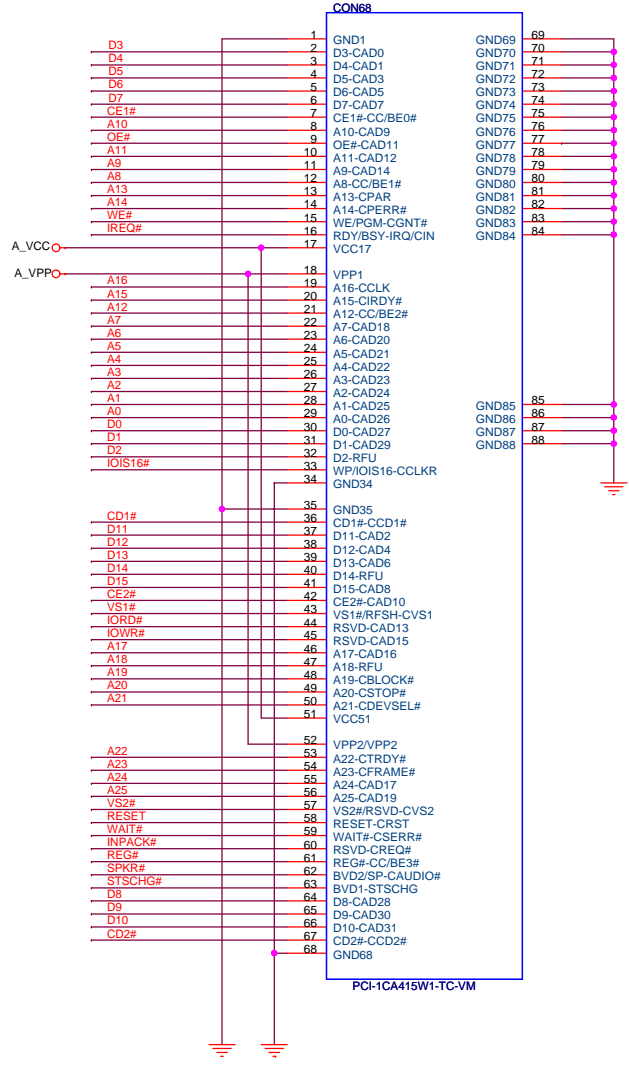 CON68
1 GND1 GND69 69
D3 2 D3-CAD0 GND70 70
D4 3 D4-CAD1 GND71 71
D5 4 D5-CAD3 GND72 72
D6 5 D6-CAD5 GND73 73
D7 6 D7-CAD7 GND74 74
CE1# 7 CE1#-CC/BE0# GND75 75
A10 8 A10-CAD9 GND76 76
OE# 9 OE#-CAD11 GND77 77
A11 10 A11-CAD12 GND78 78
A9 11 A9-CAD14 GND79 79
A8 12 A8-CC/BE1# GND80 80
A13 13 A13-CPAR GND81 81
A14 14 A14-CPERR# GND82 82
WE# 15 WE/PGM-CGNT# GND83 83
IREQ# 16 RDY/BSY-IRQ/CIN GND84 84
A_VCC 17 VCC17
A_VPP 18 VPP1
A16 19 A16-CCLK
A15 20 A15-CIRDY#
A12 21 A12-CC/BE2#
A7 22 A7-CAD18
A6 23 A6-CAD20
A5 24 A5-CAD21
A4 25 A4-CAD22
A3 26 A3-CAD23
A2 27 A2-CAD24
A1 28 A1-CAD25 GND85 85
A0 29 A0-CAD26 GND86 86
D0 30 D0-CAD27 GND87 87
D1 31 D1-CAD29 GND88 88
D2 32 D2-RFU
IOIS16# 33 WP/IOIS16-CCLKR
34 GND34
35 GND35
CD1# 36 CD1#-CCD1#
D11 37 D11-CAD2
D12 38 D12-CAD4
D13 39 D13-CAD6
D14 40 D14-RFU
D15 41 D15-CAD8
CE2# 42 CE2#-CAD10
VS1# 43 VS1#/RFSH-CVS1
IORD# 44 RSVD-CAD13
IOWR# 45 RSVD-CAD15
A17 46 A17-CAD16
A18 47 A18-RFU
A19 48 A19-CBLOCK#
A20 49 A20-CSTOP#
A21 50 A21-CDEVSEL#
51 VCC51
52 VPP2/VPP2
A22 53 A22-CTRDY#
A23 54 A23-CFRAME#
A24 55 A24-CAD17
A25 56 A25-CAD19
VS2# 57 VS2#/RSVD-CVS2
RESET 58 RESET-CRST
WAIT# 59 WAIT#-CSERR#
INPACK# 60 RSVD-CREQ#
REG# 61 REG#-CC/BE3#
SPKR# 62 BVD2/SP-CAUDIO#
STSCHG# 63 BVD1-STSCHG
D8 64 D8-CAD28
D9 65 D9-CAD30
D10 66 D10-CAD31
CD2# 67 CD2#-CCD2#
68 GND68
PCI-1CA415W1-TC-VM